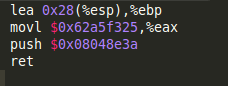 lea 0x28(%esp),%ebp
movl $0x62a5f325,%eax
push $0x08048e3a
ret